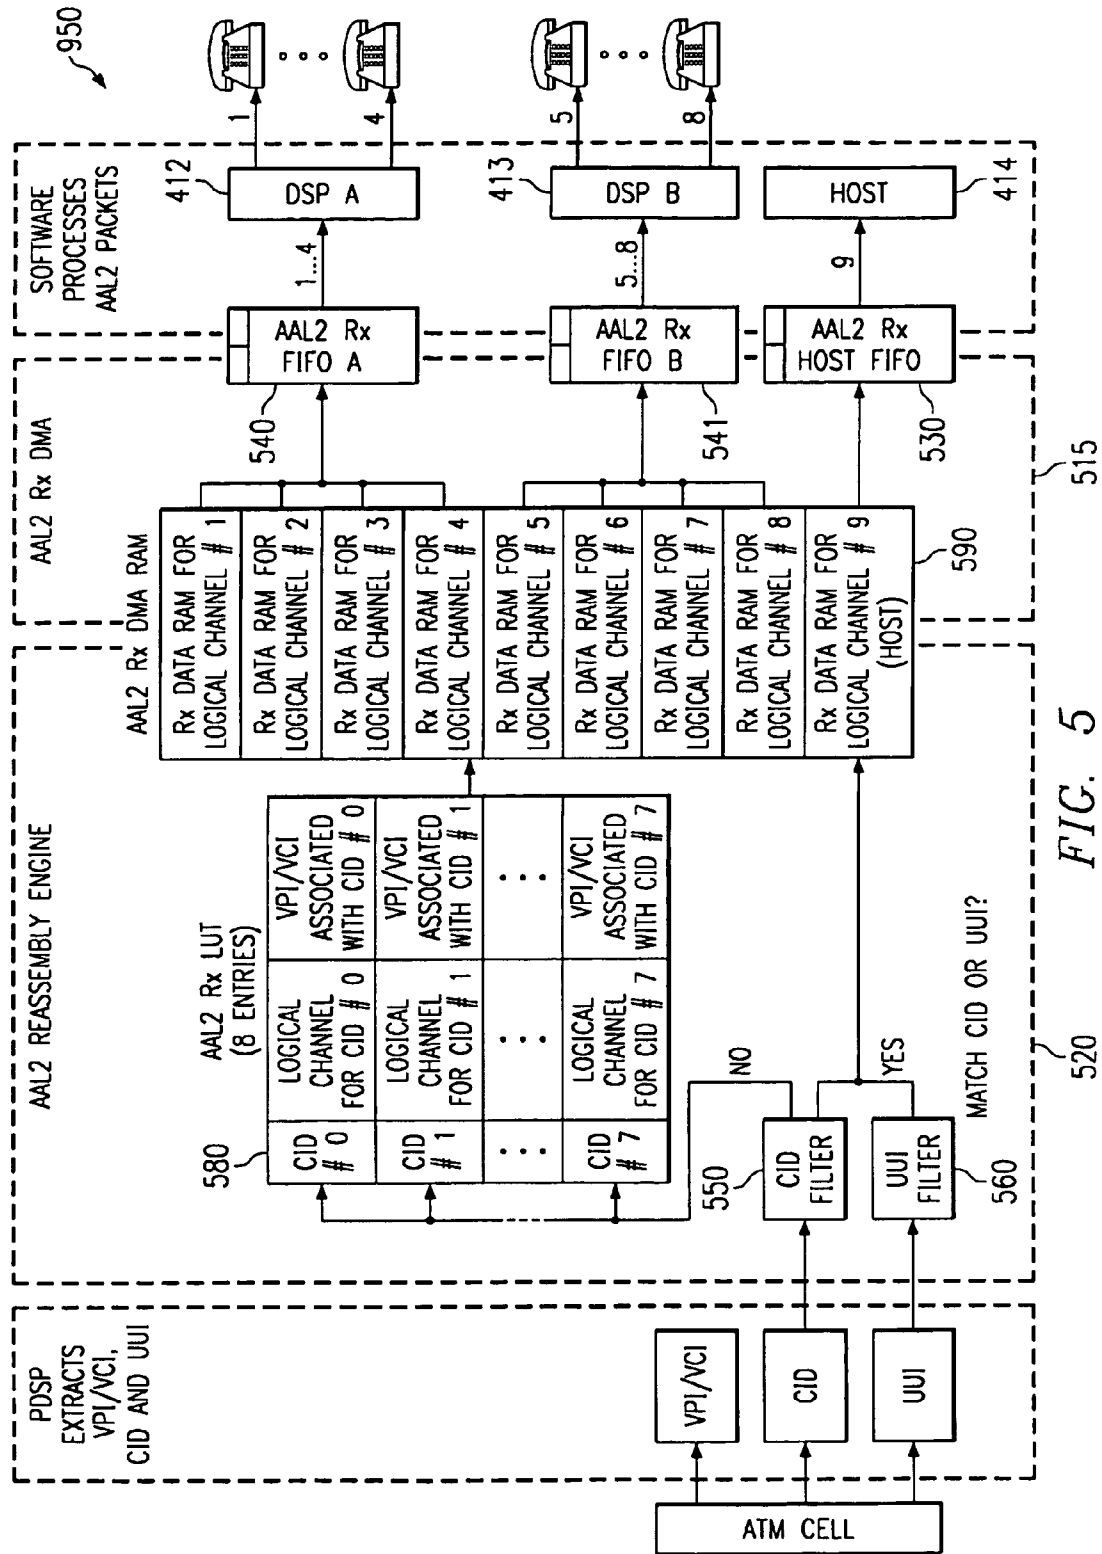 950
PDSP
EXTRACTS
VPI/VCI,
CID AND UUI
AAL2 REASSEMBLY ENGINE
AAL2 Rx DMA
SOFTWARE
PROCESSES
AAL2 PACKETS
ATM CELL
VPI/VCI
CID
UUI
550
CID
FILTER
UUI
FILTER
560
NO
YES
MATCH CID OR UUI?
580
AAL2 Rx LUT
(8 ENTRIES)
CID
# 0
LOGICAL
CHANNEL
FOR CID # 0
VPI/VCI
ASSOCIATED
WITH CID # 0
CID
# 1
LOGICAL
CHANNEL
FOR CID # 1
VPI/VCI
ASSOCIATED
WITH CID # 1
CID
# 7
LOGICAL
CHANNEL
FOR CID # 7
VPI/VCI
ASSOCIATED
WITH CID # 7
520
AAL2 Rx DMA RAM
Rx DATA RAM FOR
LOGICAL CHANNEL # 1
Rx DATA RAM FOR
LOGICAL CHANNEL # 2
Rx DATA RAM FOR
LOGICAL CHANNEL # 3
Rx DATA RAM FOR
LOGICAL CHANNEL # 4
Rx DATA RAM FOR
LOGICAL CHANNEL # 5
Rx DATA RAM FOR
LOGICAL CHANNEL # 6
Rx DATA RAM FOR
LOGICAL CHANNEL # 7
Rx DATA RAM FOR
LOGICAL CHANNEL # 8
Rx DATA RAM FOR
LOGICAL CHANNEL # 9
(HOST)
590
515
540
AAL2 Rx
FIFO A
541
AAL2 Rx
FIFO B
530
AAL2 Rx
HOST FIFO
1...4
5...8
9
412
DSP A
413
DSP B
HOST
414
1
4
5
8
FIG. 5